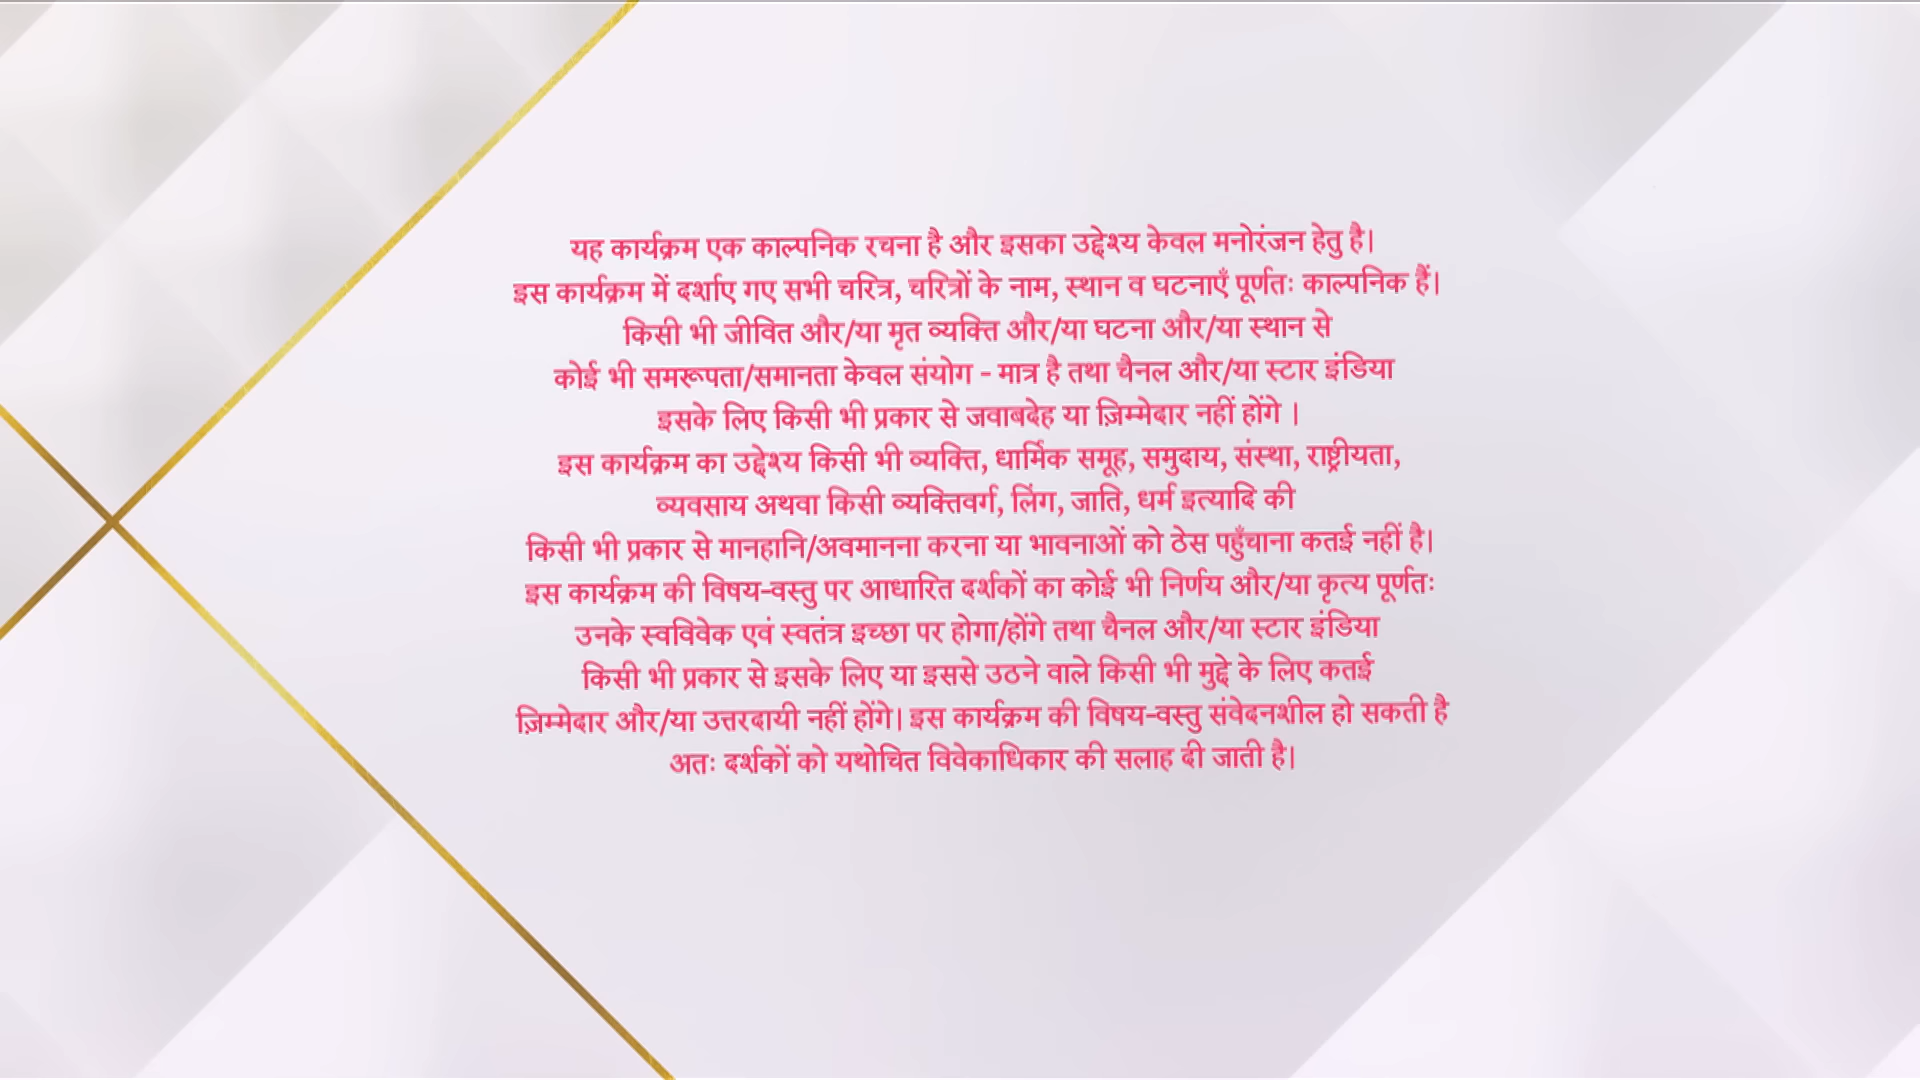 यह कार्यक्रम एक काल्पनिक रचना है और इसका उद्देश्य केवल मनोरंजन हेतु है।
इस कार्यक्रम में दर्शाए गए सभी चरित्र, चरित्रों के नाम, स्थान व घटनाएँ पूर्णतः काल्पनिक हैं।
किसी भी जीवित और/या मृत व्यक्ति और/या घटना और/या स्थान से
कोई भी समरूपता/समानता केवल संयोग - मात्र है तथा चैनल और/या स्टार इंडिया
इसके लिए किसी भी प्रकार से जवाबदेह या ज़िम्मेदार नहीं होंगे ।
इस कार्यक्रम का उद्देश्य किसी भी व्यक्ति, धार्मिक समूह, समुदाय, संस्था, राष्ट्रीयता,
व्यवसाय अथवा किसी व्यक्तिवर्ग, लिंग, जाति, धर्म इत्यादि की
किसी भी प्रकार से मानहानि/अवमानना करना या भावनाओं को ठेस पहुँचाना कतई नहीं है।
इस कार्यक्रम की विषय-वस्तु पर आधारित दर्शकों का कोई भी निर्णय और/या कृत्य पूर्णतः
उनके स्वविवेक एवं स्वतंत्र इच्छा पर होगा/होंगे तथा चैनल और/या स्टार इंडिया
किसी भी प्रकार से इसके लिए या इससे उठने वाले किसी भी मुद्दे के लिए कतई
ज़िम्मेदार और/या उत्तरदायी नहीं होंगे। इस कार्यक्रम की विषय-वस्तु संवेदनशील हो सकती है
अतः दर्शकों को यथोचित विवेकाधिकार की सलाह दी जाती है।